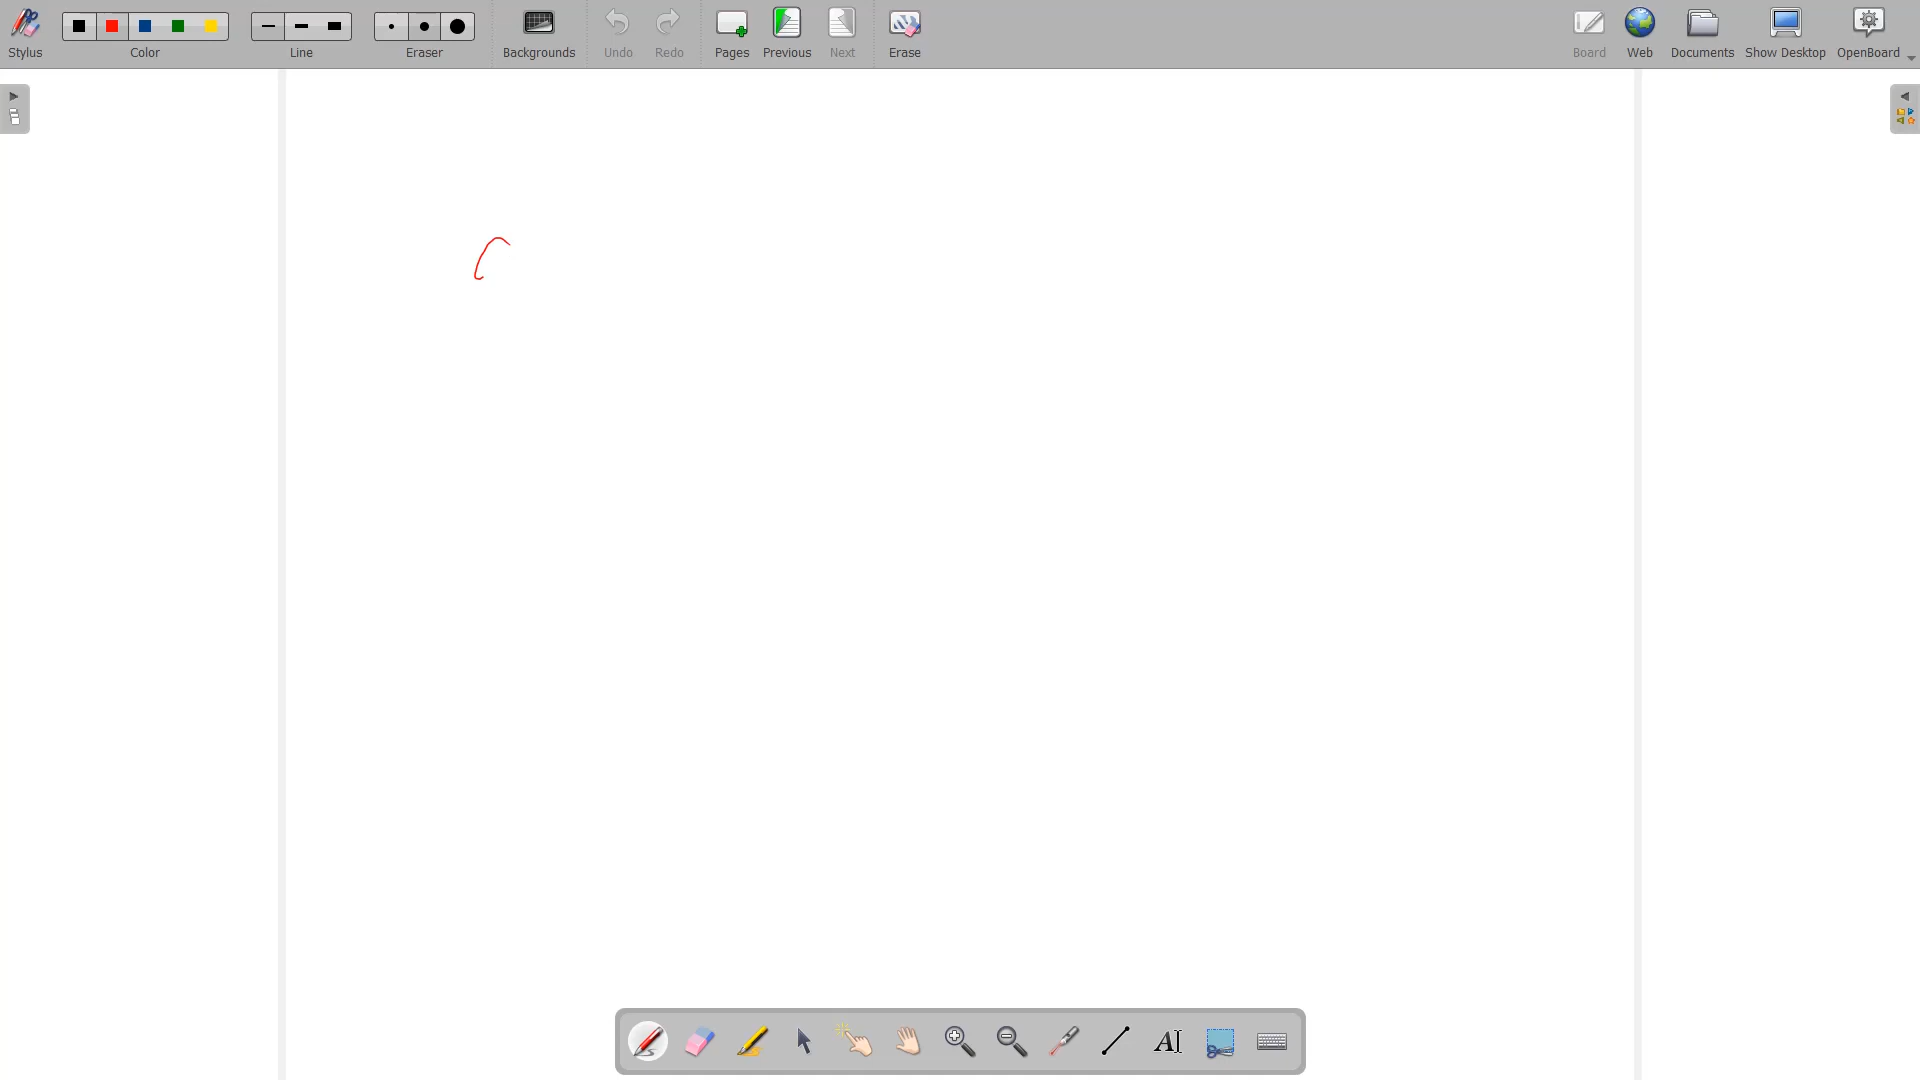 Stylus
Color
Line
Eraser
Backgrounds
Undo
Redo
Pages
Previous
Next
Erase
Board
Web
Documents
Show Desktop
OpenBoard